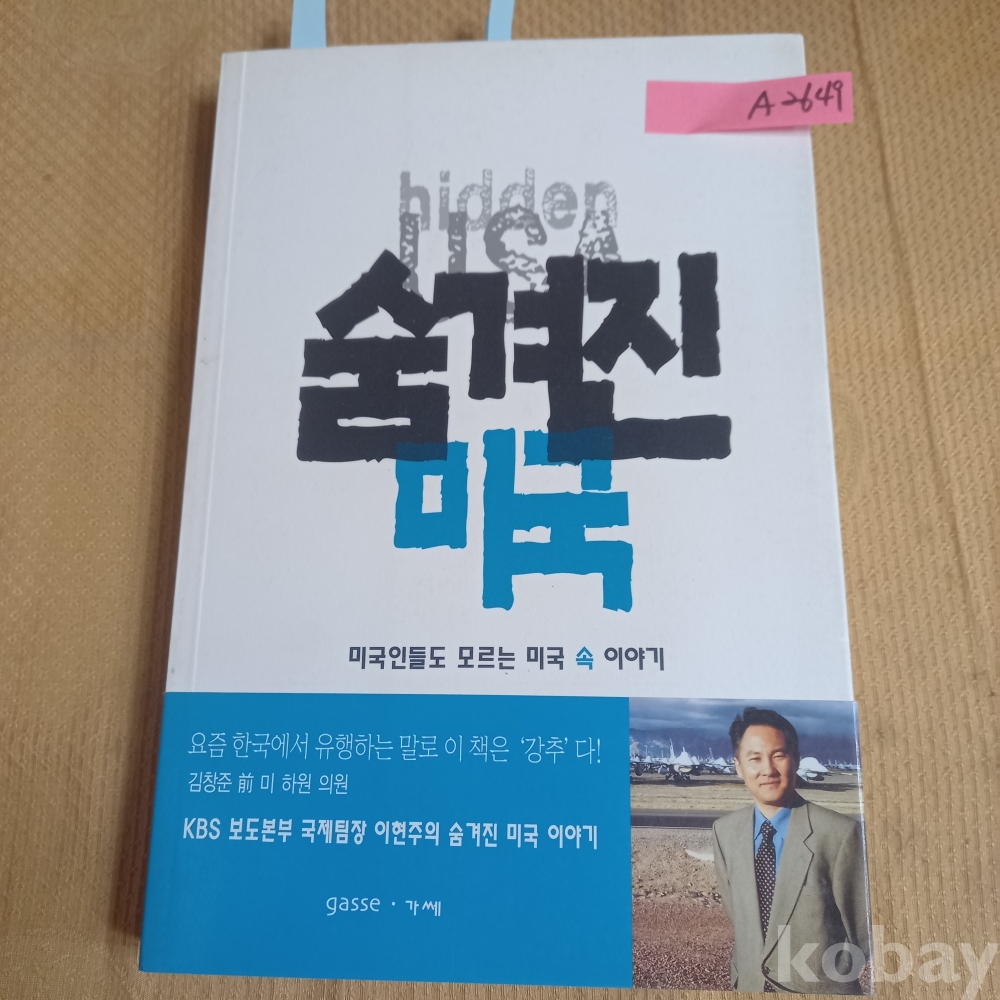 A2649
hidden
USA
숨겨진
미국
미국인들도 모르는 미국 속 이야기
요즘 한국에서 유행하는 말로 이 책은 ‘강추’ 다!
김창준 前 미 하원 의원
KBS 보도본부 국제팀장 이현주의 숨겨진 미국 이야기
gasse · 가쎄
kobay